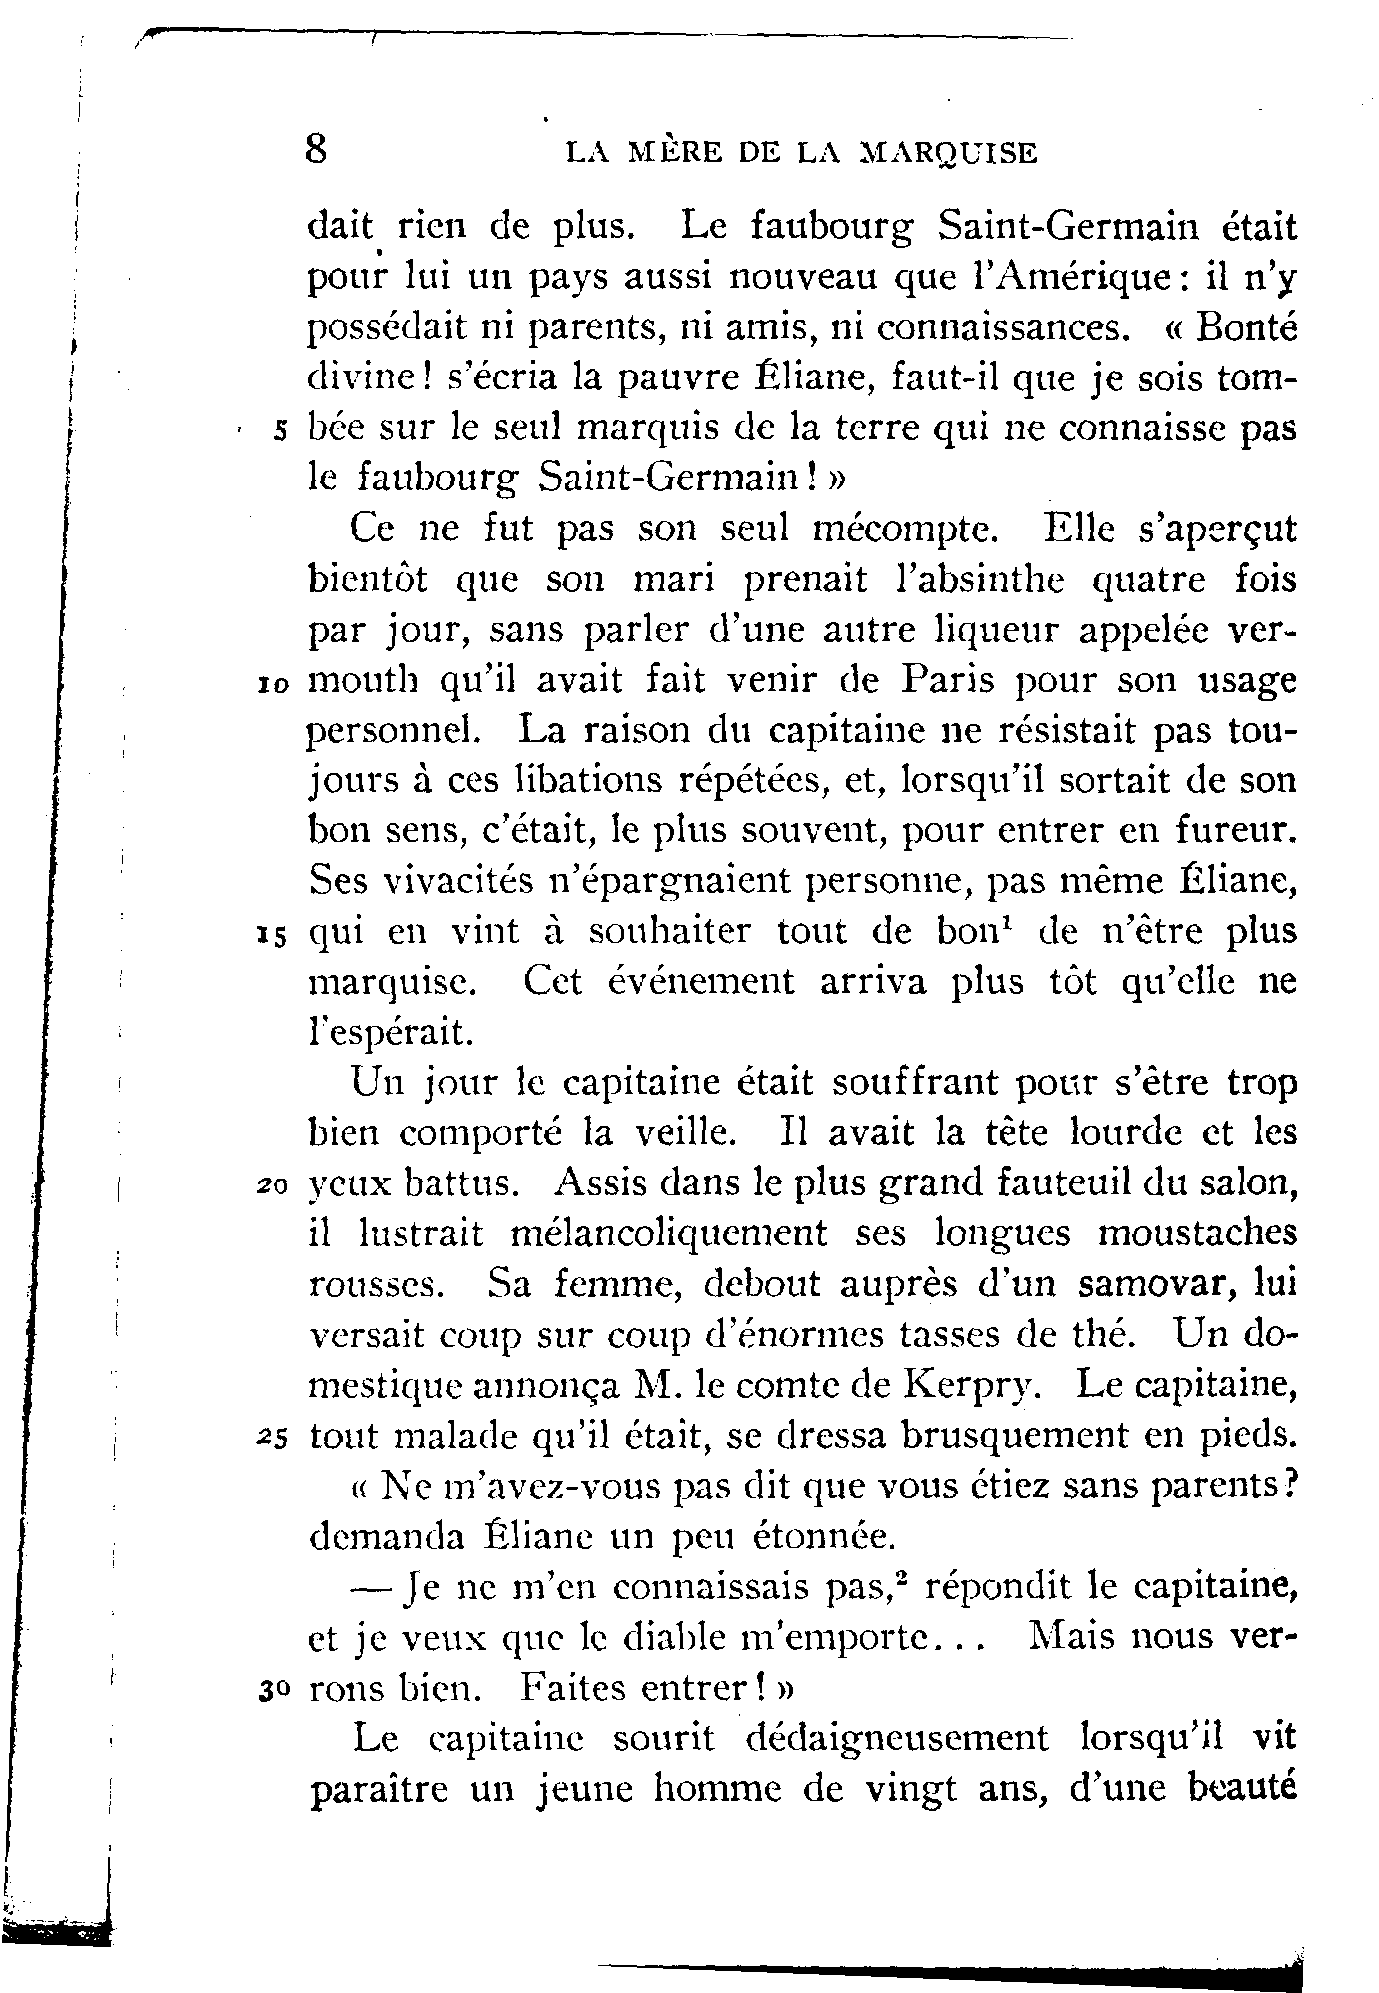 8 LA MÈRE DE LA MARQUISE
dait rien de plus. Le faubourg Saint-Germain était
pour lui un pays aussi nouveau que l'Amérique: il n'y
possédait ni parents, ni amis, ni connaissances. « Bonté
divine! s'écria la pauvre Éliane, faut-il que je sois tom-
5 bée sur le seul marquis de la terre qui ne connaisse pas
le faubourg Saint-Germain! »
Ce ne fut pas son seul mécompte. Elle s'aperçut
bientôt que son mari prenait l'absinthe quatre fois
par jour, sans parler d'une autre liqueur appelée ver-
10 mouth qu'il avait fait venir de Paris pour son usage
personnel. La raison du capitaine ne résistait pas tou-
jours à ces libations répétées, et, lorsqu'il sortait de son
bon sens, c'était, le plus souvent, pour entrer en fureur.
Ses vivacités n'épargnaient personne, pas même Éliane,
15 qui en vint à souhaiter tout de bon¹ de n'être plus
marquise. Cet événement arriva plus tôt qu'elle ne
l'espérait.
Un jour le capitaine était souffrant pour s'être trop
bien comporté la veille. Il avait la tête lourde et les
20 yeux battus. Assis dans le plus grand fauteuil du salon,
il lustrait mélancoliquement ses longues moustaches
rousses. Sa femme, debout auprès d'un samovar, lui
versait coup sur coup d'énormes tasses de thé. Un do-
mestique annonça M. le comte de Kerpry. Le capitaine,
25 tout malade qu'il était, se dressa brusquement en pieds.
« Ne m'avez-vous pas dit que vous étiez sans parents?
demanda Éliane un peu étonnée.
— Je ne m'en connaissais pas,² répondit le capitaine,
et je veux que le diable m'emporte... Mais nous ver-
30 rons bien. Faites entrer! »
Le capitaine sourit dédaigneusement lorsqu'il vit
paraître un jeune homme de vingt ans, d'une beauté